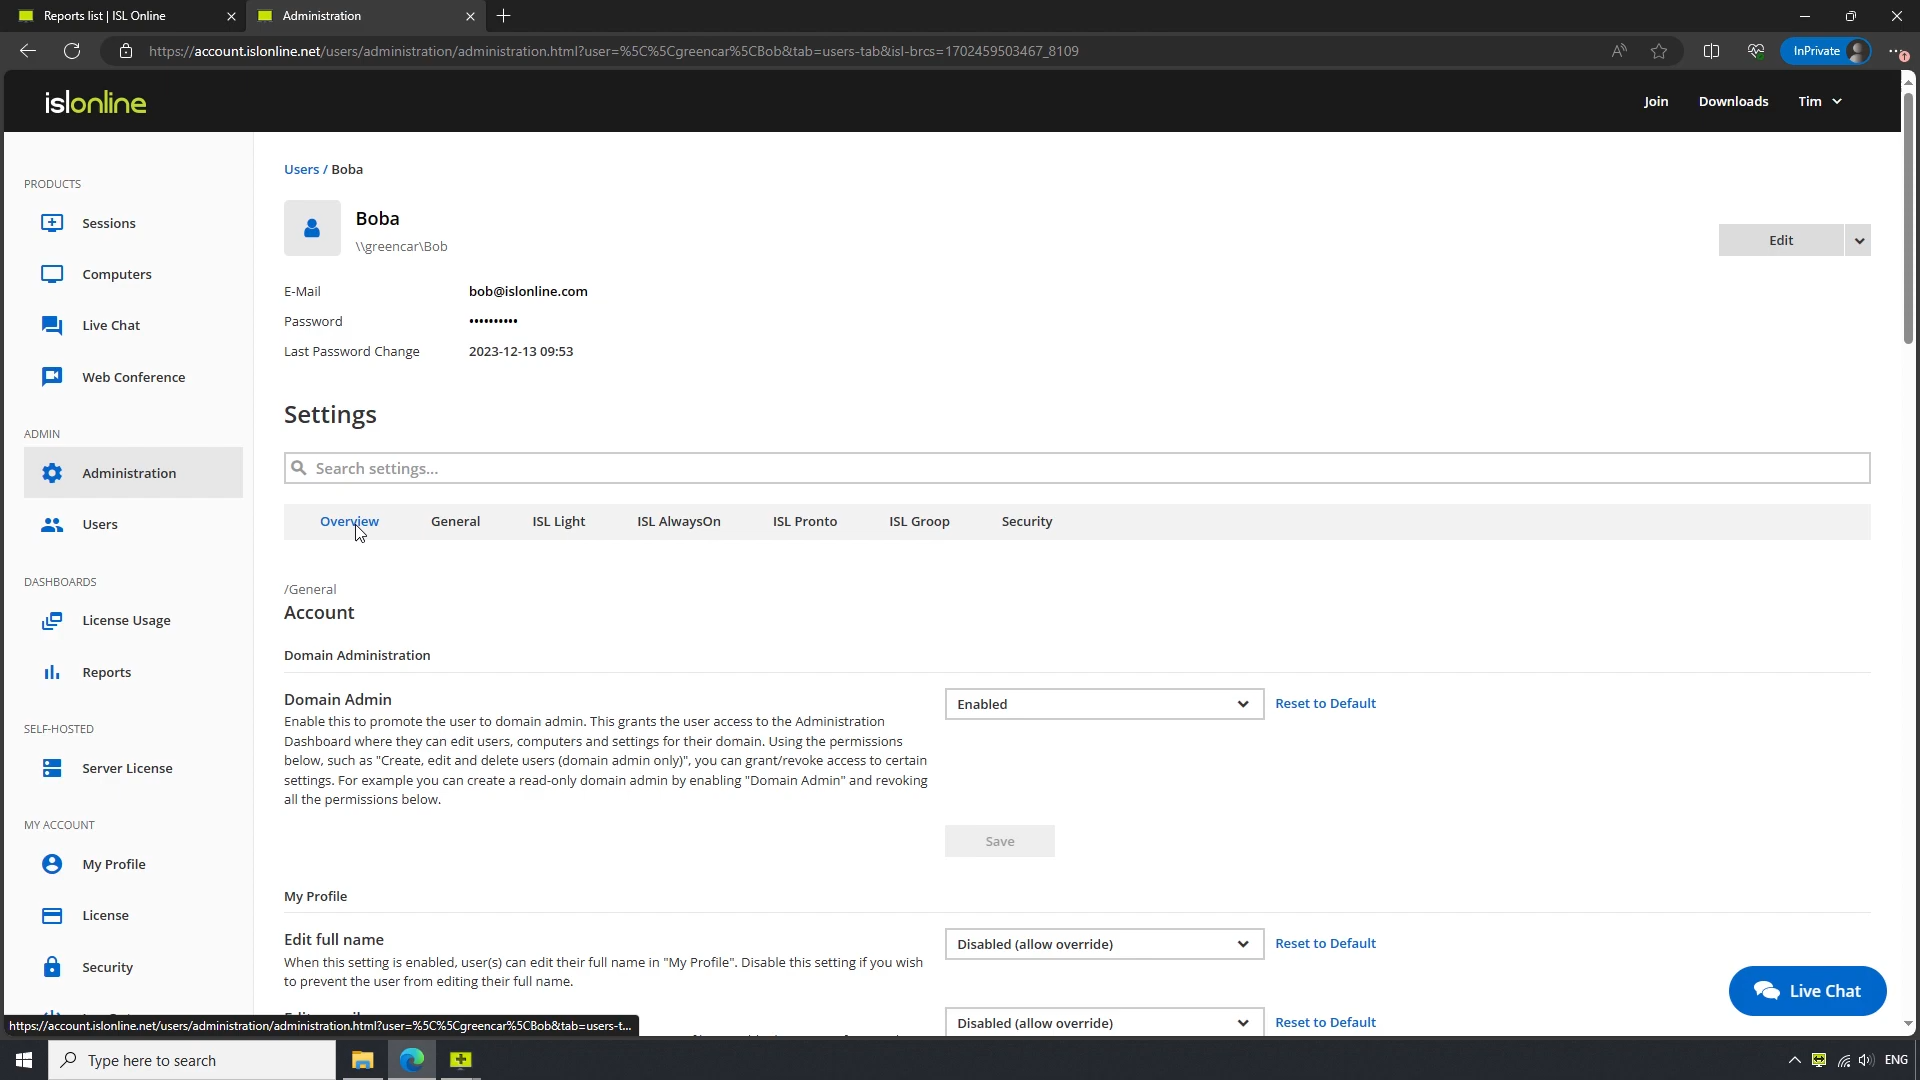 Reports list | ISL Online
Administration
https://account.islonline.net/users/administration/administration.html?user=%5C%5Cgreencar%5CBob&tab=users-tab&isl-brcs=1702459503467_8109
InPrivate
islonline
Join
Downloads
Tim
PRODUCTS
Sessions
Computers
Live Chat
Web Conference
ADMIN
Administration
Users
DASHBOARDS
License Usage
Reports
SELF-HOSTED
Server License
MY ACCOUNT
My Profile
License
Security
Users / Boba
Boba
\\greencar\Bob
Edit
E-Mail bob@islonline.com
Password ••••••••••
Last Password Change 2023-12-13 09:53
Settings
Search settings...
Overview General ISL Light ISL AlwaysOn ISL Pronto ISL Groop Security
/General
Account
Domain Administration
Domain Admin
Enable this to promote the user to domain admin. This grants the user access to the Administration
Dashboard where they can edit users, computers and settings for their domain. Using the permissions
below, such as "Create, edit and delete users (domain admin only)", you can grant/revoke access to certain
settings. For example you can create a read-only domain admin by enabling "Domain Admin" and revoking
all the permissions below.
Enabled
Reset to Default
Save
My Profile
Edit full name
When this setting is enabled, user(s) can edit their full name in "My Profile". Disable this setting if you wish
to prevent the user from editing their full name.
Disabled (allow override)
Reset to Default
Disabled (allow override)
Reset to Default
Live Chat
https://account.islonline.net/users/administration/administration.html?user=%5C%5Cgreencar%5CBob&tab=users-t...
Type here to search
ENG